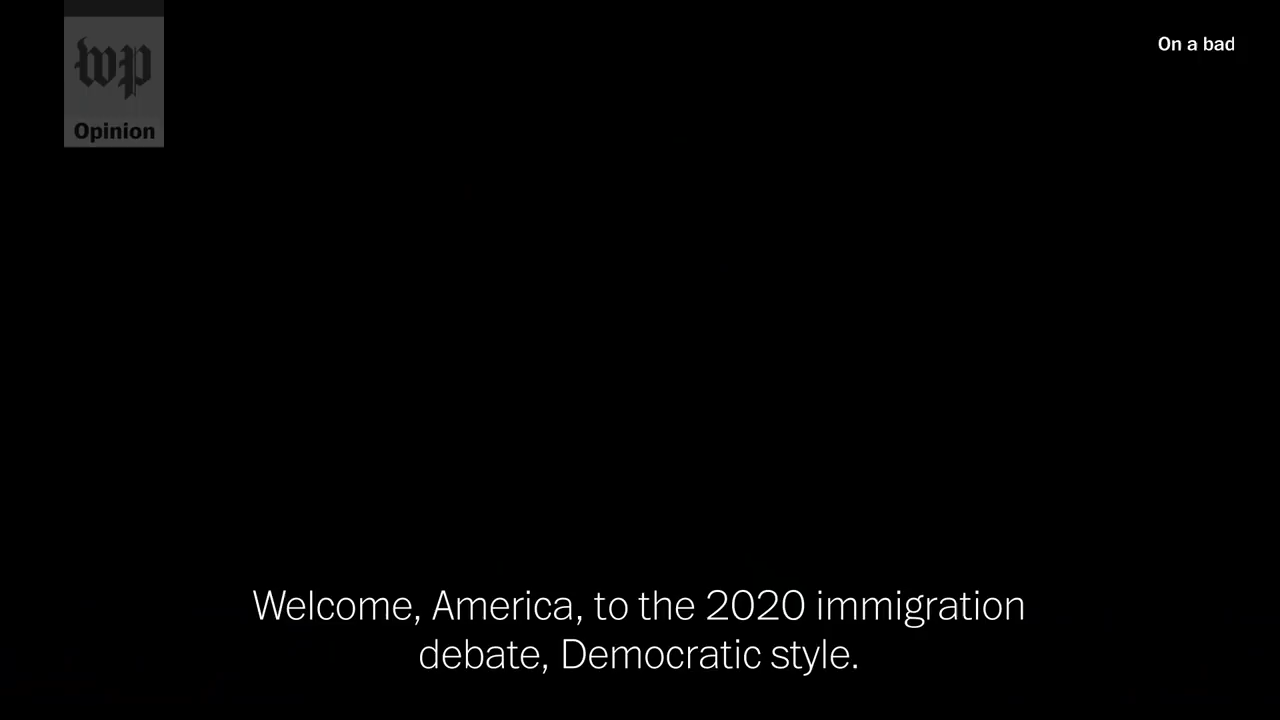 wp
Opinion
On a bad
Welcome, America, to the 2020 immigration
debate, Democratic style.